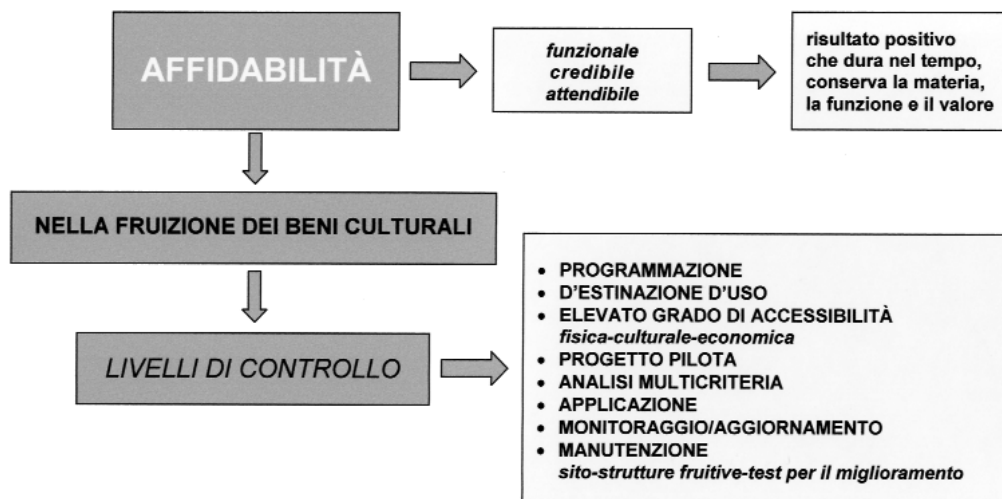 AFFIDABILITÀ
funzionale
credibile
attendibile
risultato positivo
che dura nel tempo,
conserva la materia,
la funzione e il valore
NELLA FRUIZIONE DEI BENI CULTURALI
LIVELLI DI CONTROLLO
• PROGRAMMAZIONE
• D'ESTINAZIONE D'USO
• ELEVATO GRADO DI ACCESSIBILITÀ
fisica-culturale-economica
• PROGETTO PILOTA
• ANALISI MULTICRITERIA
• APPLICAZIONE
• MONITORAGGIO/AGGIORNAMENTO
• MANUTENZIONE
sito-strutture fruitive-test per il miglioramento